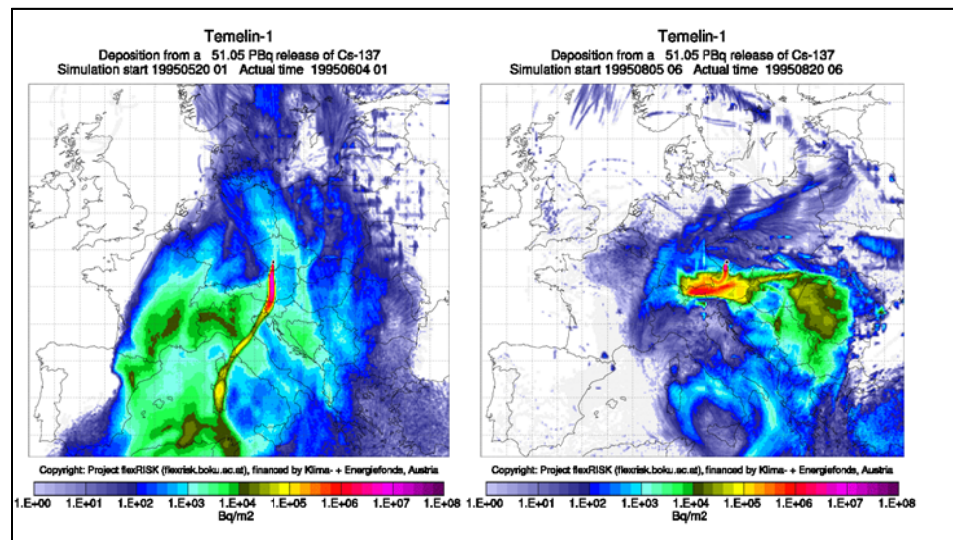 Temelin-1
Deposition from a 51.05 PBq release of Cs-137
Simulation start 19950520 01 Actual time 19950604 01
Copyright: Project flexRISK (flexrisk.boku.ac.at), financed by Klima- + Energiefonds, Austria
1.E+00 1.E+01 1.E+02 1.E+03 1.E+04 1.E+05 1.E+06 1.E+07 1.E+08
Bq/m2
Temelin-1
Deposition from a 51.05 PBq release of Cs-137
Simulation start 19950805 06 Actual time 19950820 06
Copyright: Project flexRISK (flexrisk.boku.ac.at), financed by Klima- + Energiefonds, Austria
1.E+00 1.E+01 1.E+02 1.E+03 1.E+04 1.E+05 1.E+06 1.E+07 1.E+08
Bq/m2